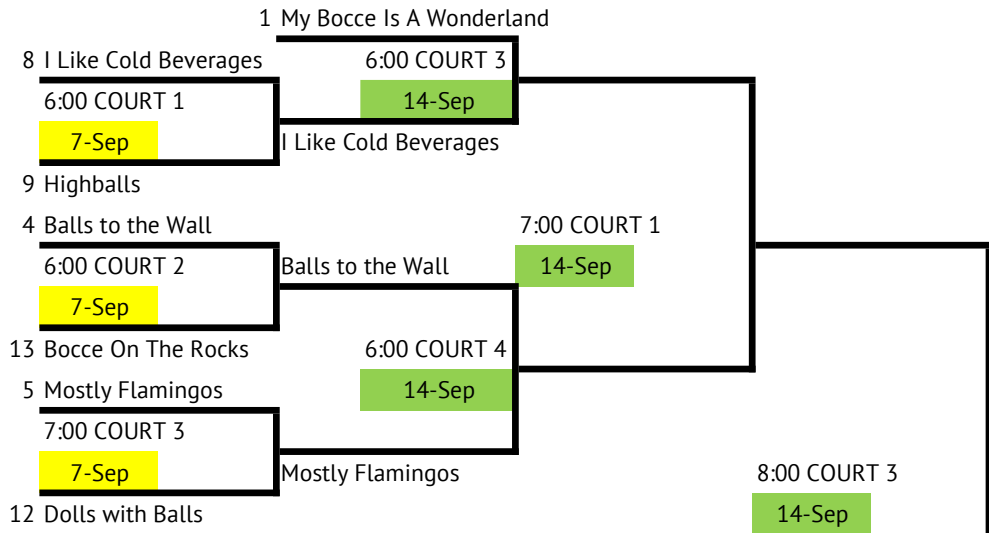 1 My Bocce Is A Wonderland
8 I Like Cold Beverages
6:00 COURT 3
6:00 COURT 1
14-Sep
7-Sep
I Like Cold Beverages
9 Highballs
4 Balls to the Wall
7:00 COURT 1
6:00 COURT 2
Balls to the Wall
14-Sep
7-Sep
13 Bocce On The Rocks
6:00 COURT 4
5 Mostly Flamingos
14-Sep
7:00 COURT 3
7-Sep
Mostly Flamingos
8:00 COURT 3
12 Dolls with Balls
14-Sep